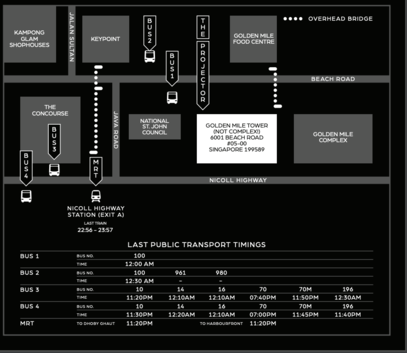 KAMPONG
GLAM
SHOPHOUSES
JALAN SULTAN
KEYPOINT
BUS 2
THE PROJECTOR
GOLDEN MILE
FOOD CENTRE
OVERHEAD BRIDGE
BUS 1
BEACH ROAD
THE
CONCOURSE
BUS 3
JAVA ROAD
NATIONAL
ST. JOHN
COUNCIL
GOLDEN MILE TOWER
(NOT COMPLEX!)
6001 BEACH ROAD
#05-00
SINGAPORE 199589
GOLDEN MILE
COMPLEX
BUS 4
MRT
NICOLL HIGHWAY
NICOLL HIGHWAY
STATION (EXIT A)
LAST TRAIN
22:56 – 23:57
LAST PUBLIC TRANSPORT TIMINGS
BUS 1 BUS NO. 100
TIME 12:00 AM
BUS 2 BUS NO. 100 961 980
TIME 12:30 AM – –
BUS 3 BUS NO. 10 14 16 70 70M 196
TIME 11:20PM 12:10AM 12:10AM 07:40PM 11:50PM 12:30AM
BUS 4 BUS NO. 10 14 16 70 70M 196
TIME 11:30PM 12:20AM 12:10AM 07:00PM 11:45PM 11:40PM
MRT TO DHOBY GHAUT 11:20PM TO HARBOURFRONT 11:20PM